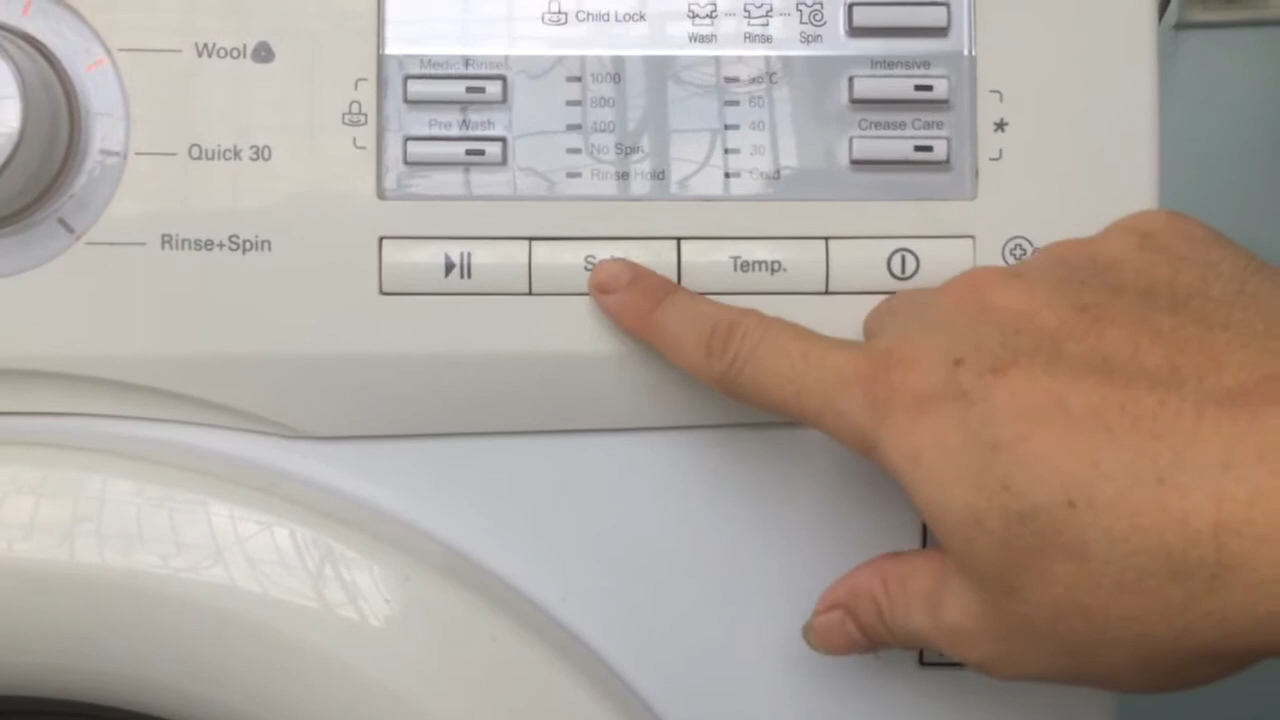 Child Lock
Wash
Rinse
Spin
Wool
Quick 30
Rinse+Spin
Medic Rinse
Pre Wash
1000
800
400
No Spin
Rinse Hold
95°C
60
40
30
Cold
Intensive
Crease Care
Temp.